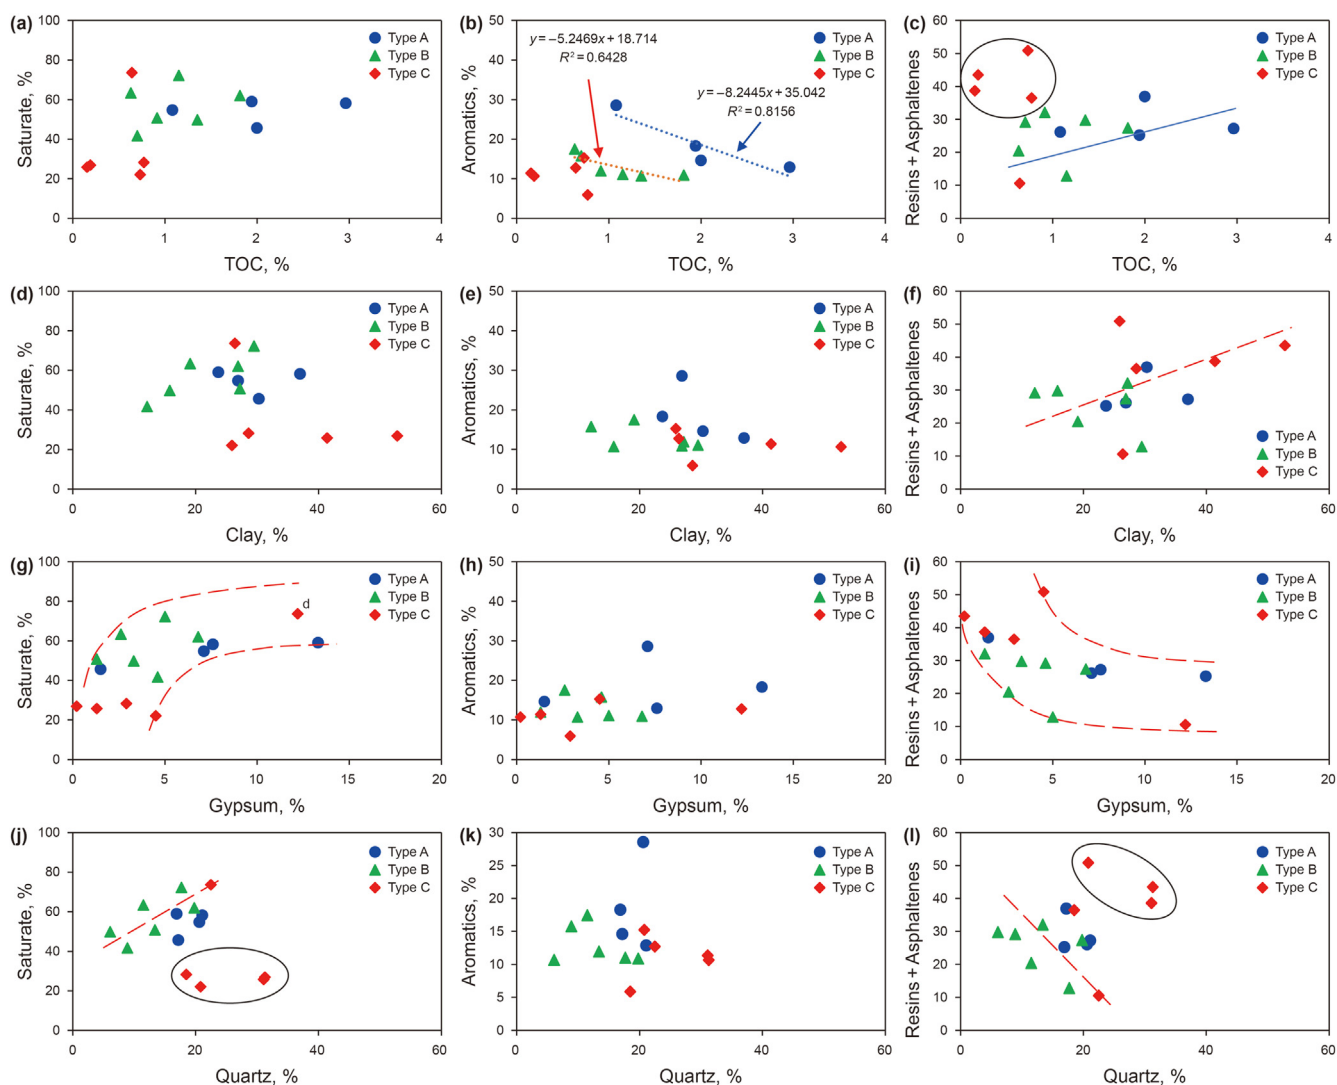 (a)
100
80
60
40
20
0
Saturate, %
0 1 2 3 4
TOC, %
Type A
Type B
Type C
(b)
50
40
30
20
10
0
Aromatics, %
y = −5.2469x + 18.714
R² = 0.6428
y = −8.2445x + 35.042
R² = 0.8156
0 1 2 3 4
TOC, %
Type A
Type B
Type C
(c)
60
50
40
30
20
10
0
Resins + Asphaltenes
0 1 2 3 4
TOC, %
Type A
Type B
Type C
(d)
100
80
60
40
20
0
Saturate, %
0 20 40 60
Clay, %
Type A
Type B
Type C
(e)
50
40
30
20
10
0
Aromatics, %
0 20 40 60
Clay, %
Type A
Type B
Type C
(f)
60
50
40
30
20
10
0
Resins + Asphaltenes
0 20 40 60
Clay, %
Type A
Type B
Type C
(g)
100
80
60
40
20
0
Saturate, %
d
0 5 10 15 20
Gypsum, %
Type A
Type B
Type C
(h)
50
40
30
20
10
0
Aromatics, %
0 5 10 15 20
Gypsum, %
Type A
Type B
Type C
(i)
60
50
40
30
20
10
0
Resins + Asphaltenes
0 5 10 15 20
Gypsum, %
Type A
Type B
Type C
(j)
100
80
60
40
20
0
Saturate, %
0 20 40 60
Quartz, %
Type A
Type B
Type C
(k)
30
25
20
15
10
5
0
Aromatics, %
0 20 40 60
Quartz, %
Type A
Type B
Type C
(l)
60
50
40
30
20
10
0
Resins + Asphaltenes
0 20 40 60
Quartz, %
Type A
Type B
Type C